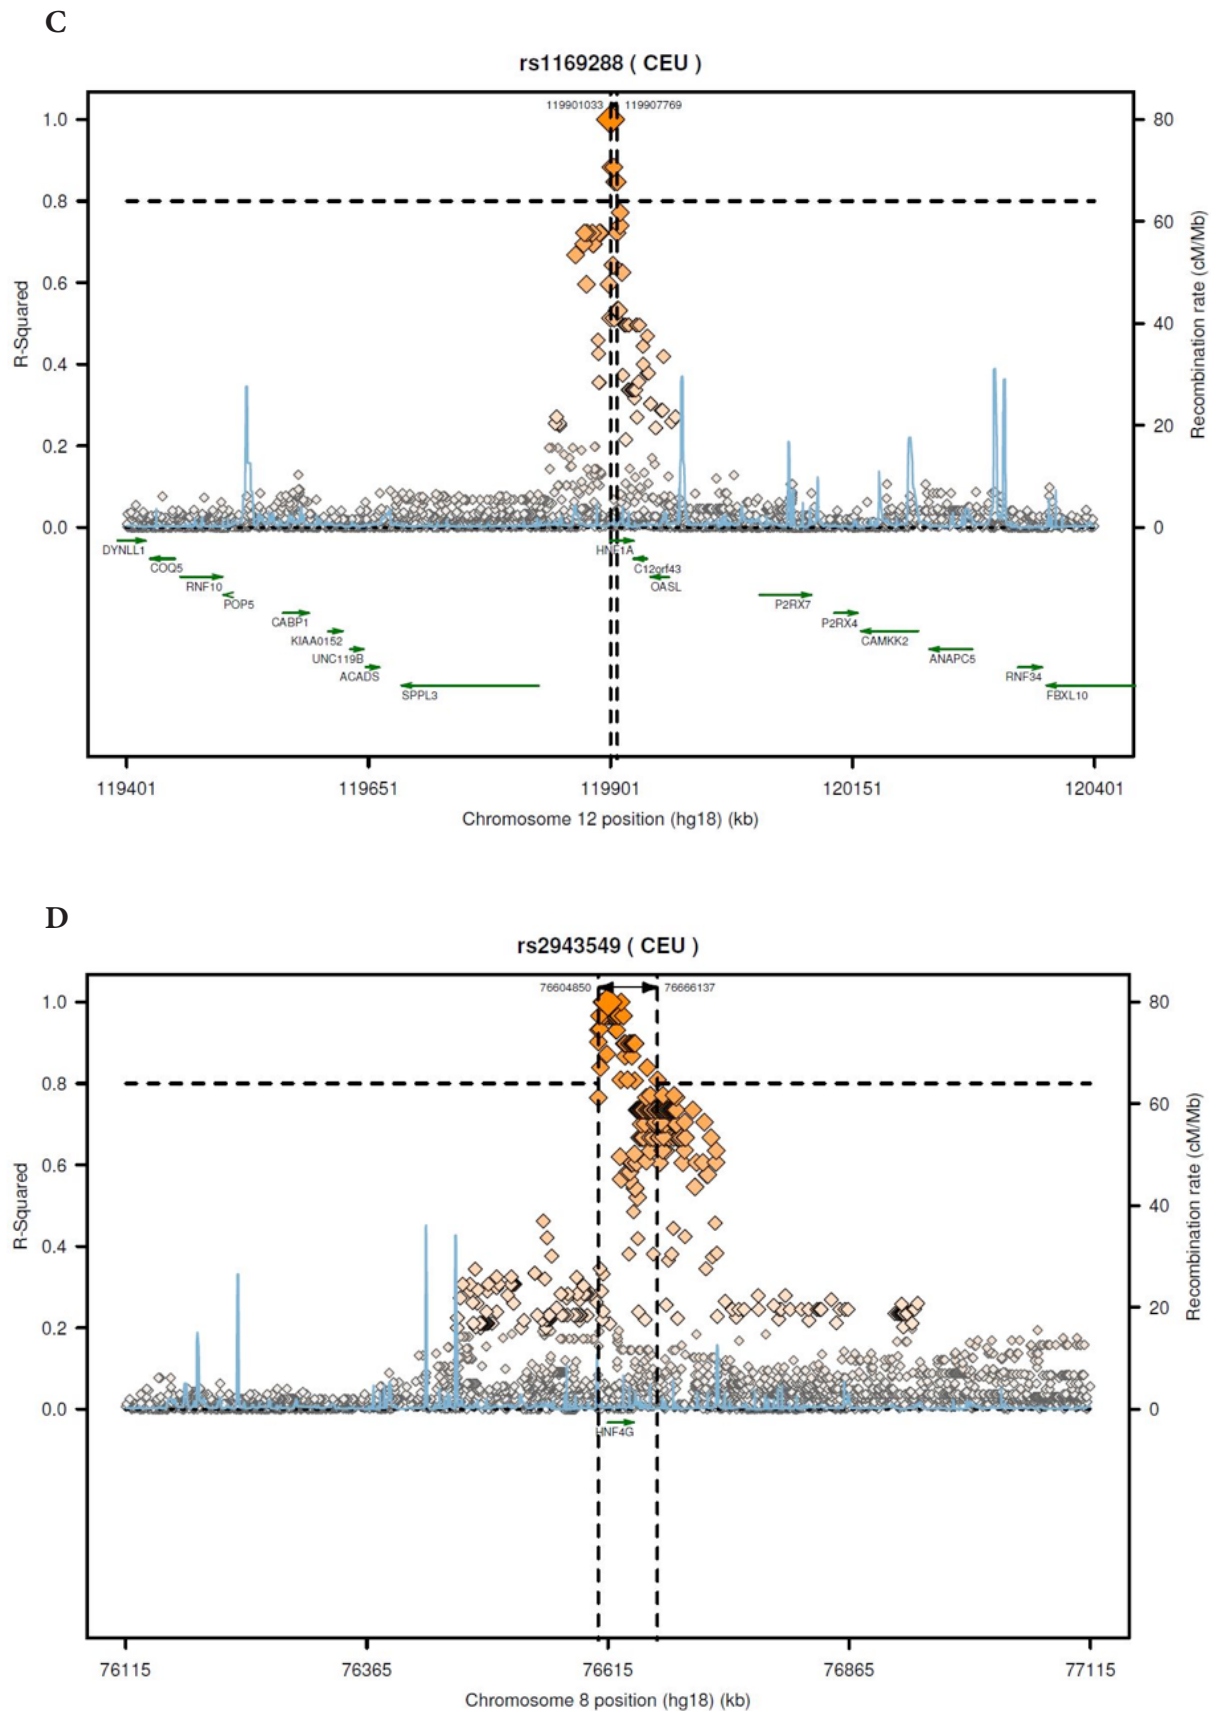 C
rs1169288 ( CEU )
119901033 119907769
1.0
0.8
0.6
0.4
0.2
0.0
R-Squared
80
60
40
20
0
Recombination rate (cM/Mb)
DYNLL1
COQ5
RNF10
POP5
CABP1
KIAA0152
UNC119B
ACADS
SPPL3
HNF1A
C12orf43
OASL
P2RX7
P2RX4
CAMKK2
ANAPC5
RNF34
FBXL10
119401 119651 119901 120151 120401
Chromosome 12 position (hg18) (kb)
D
rs2943549 ( CEU )
76604850 76666137
1.0
0.8
0.6
0.4
0.2
0.0
R-Squared
80
60
40
20
0
Recombination rate (cM/Mb)
HNF4G
76115 76365 76615 76865 77115
Chromosome 8 position (hg18) (kb)